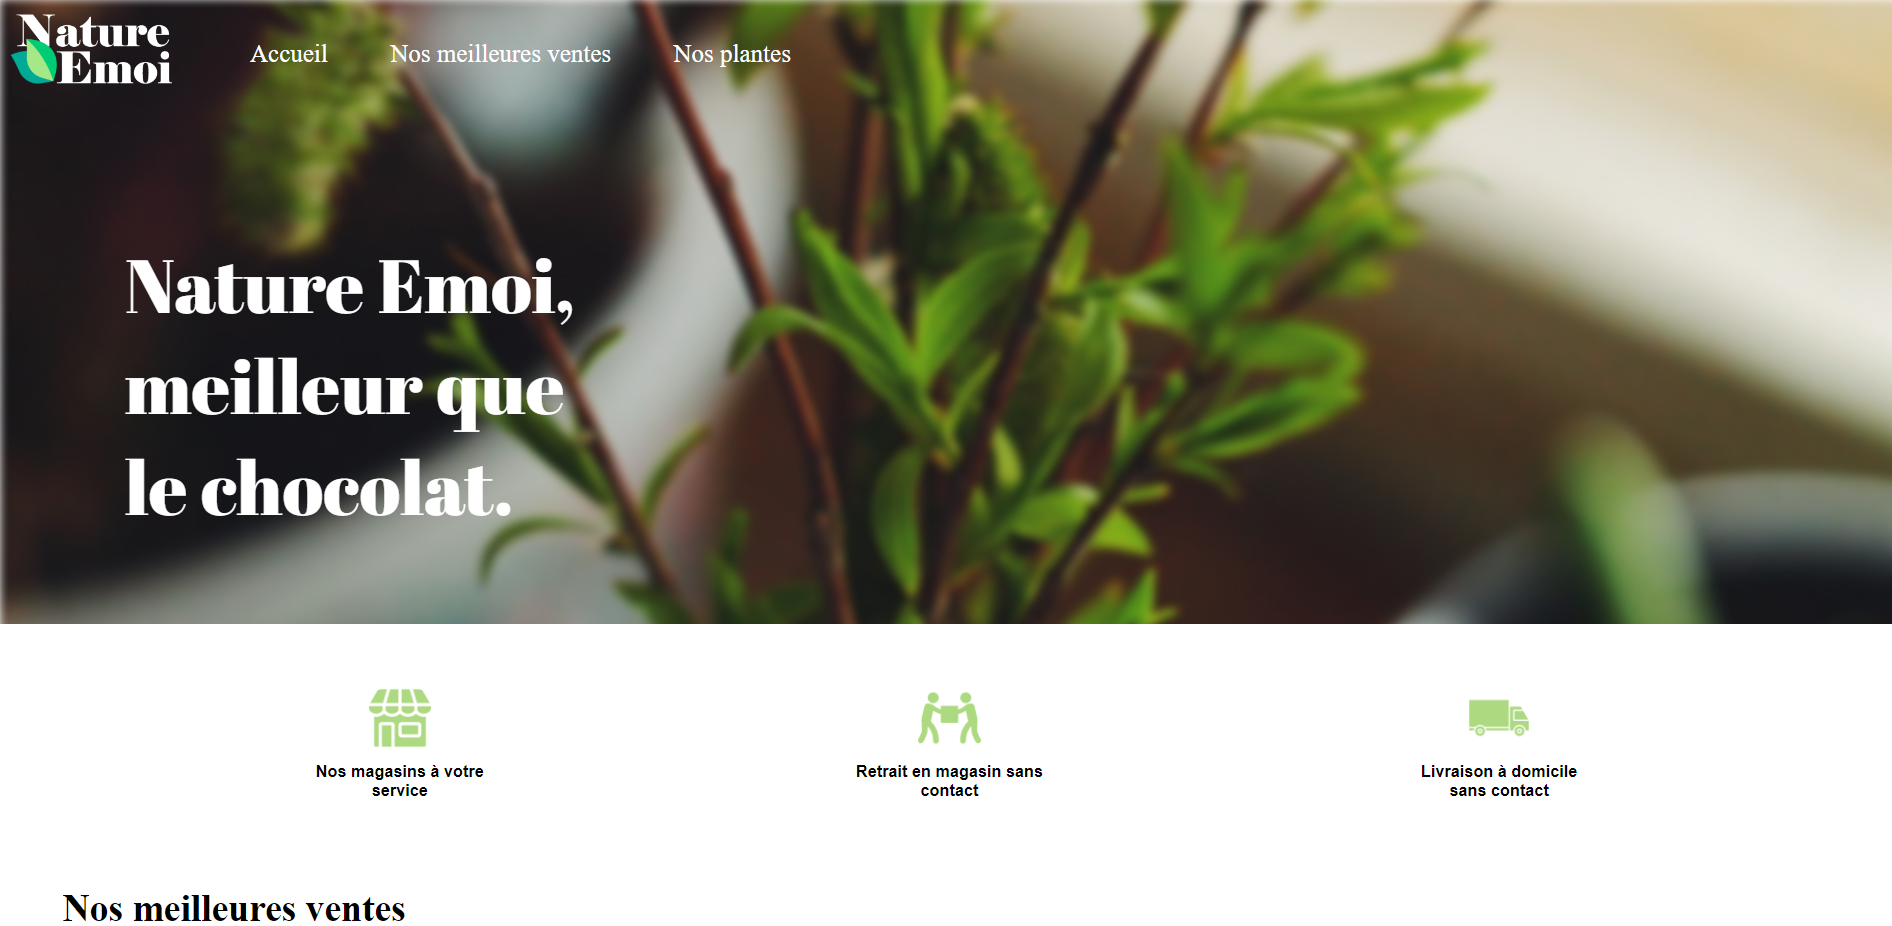 Nature
Emoi
Accueil
Nos meilleures ventes
Nos plantes
Nature Emoi,
meilleur que
le chocolat.
Nos magasins à votre
service
Retrait en magasin sans
contact
Livraison à domicile
sans contact
Nos meilleures ventes